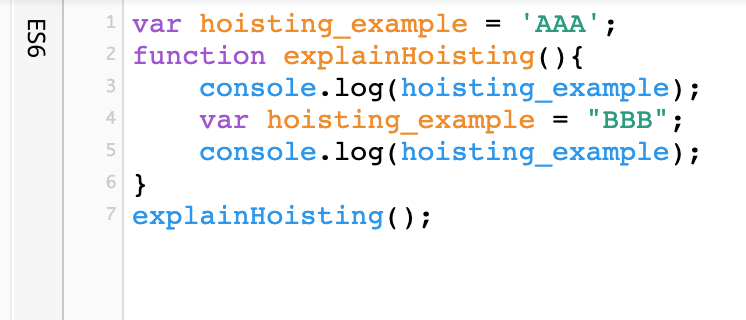 ES6
1 var hoisting_example = 'AAA';
2 function explainHoisting(){
3     console.log(hoisting_example);
4     var hoisting_example = "BBB";
5     console.log(hoisting_example);
6 }
7 explainHoisting();